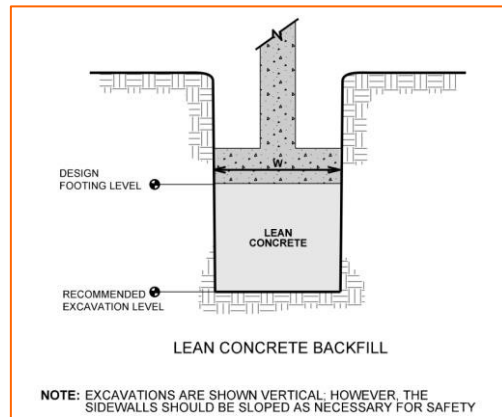 W
DESIGN
FOOTING LEVEL
LEAN
CONCRETE
RECOMMENDED
EXCAVATION LEVEL
LEAN CONCRETE BACKFILL
NOTE: EXCAVATIONS ARE SHOWN VERTICAL; HOWEVER, THE
SIDEWALLS SHOULD BE SLOPED AS NECESSARY FOR SAFETY